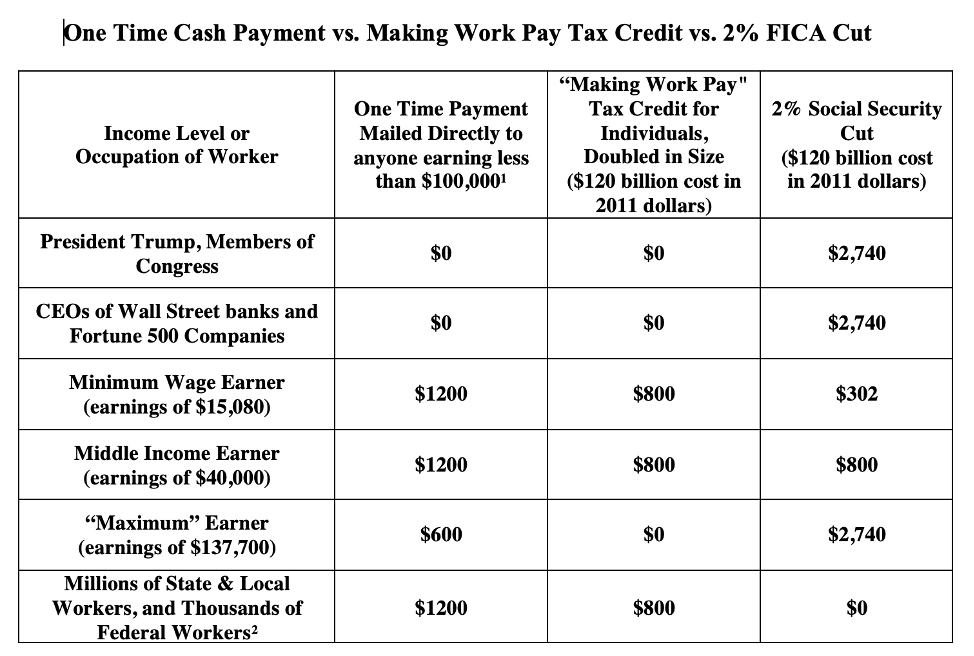 One Time Cash Payment vs. Making Work Pay Tax Credit vs. 2% FICA Cut
Income Level or
Occupation of Worker
One Time Payment
Mailed Directly to
anyone earning less
than $100,000¹
“Making Work Pay"
Tax Credit for
Individuals,
Doubled in Size
($120 billion cost in
2011 dollars)
2% Social Security
Cut
($120 billion cost
in 2011 dollars)
President Trump, Members of
Congress
$0
$0
$2,740
CEOs of Wall Street banks and
Fortune 500 Companies
$0
$0
$2,740
Minimum Wage Earner
(earnings of $15,080)
$1200
$800
$302
Middle Income Earner
(earnings of $40,000)
$1200
$800
$800
“Maximum” Earner
(earnings of $137,700)
$600
$0
$2,740
Millions of State & Local
Workers, and Thousands of
Federal Workers²
$1200
$800
$0